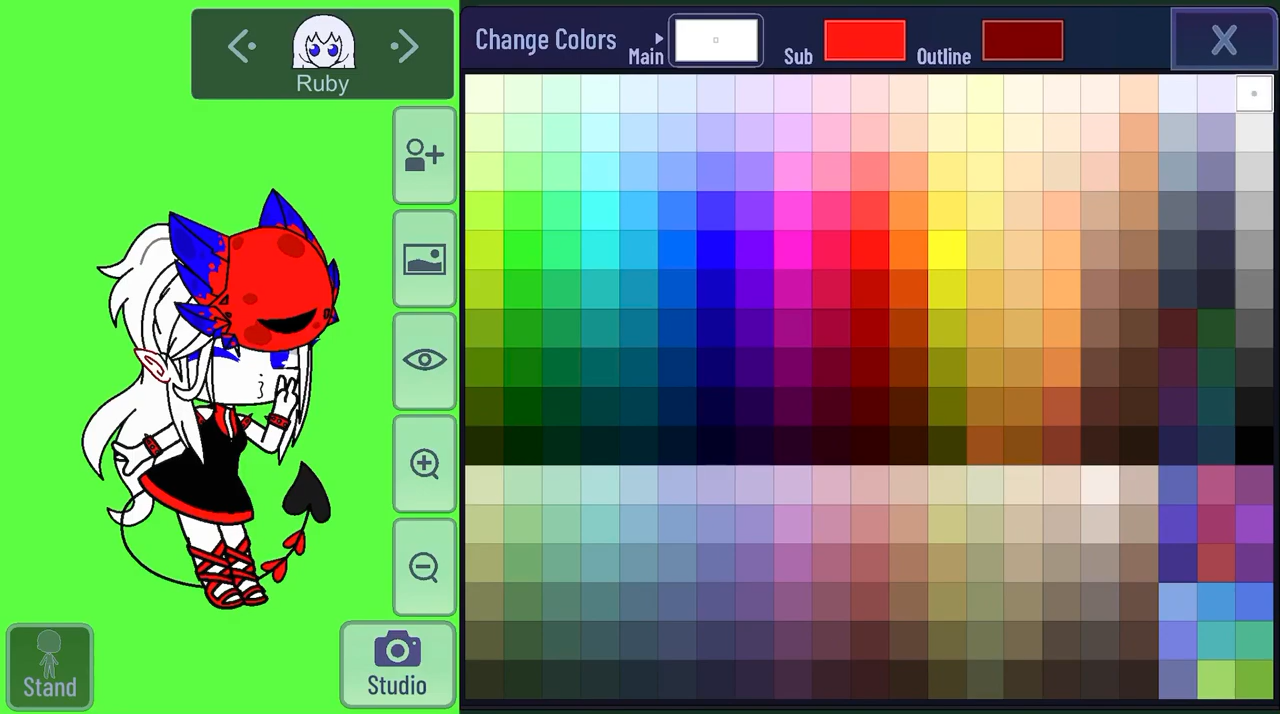 Ruby
Change Colors
Main
Sub
Outline
X
Stand
Studio